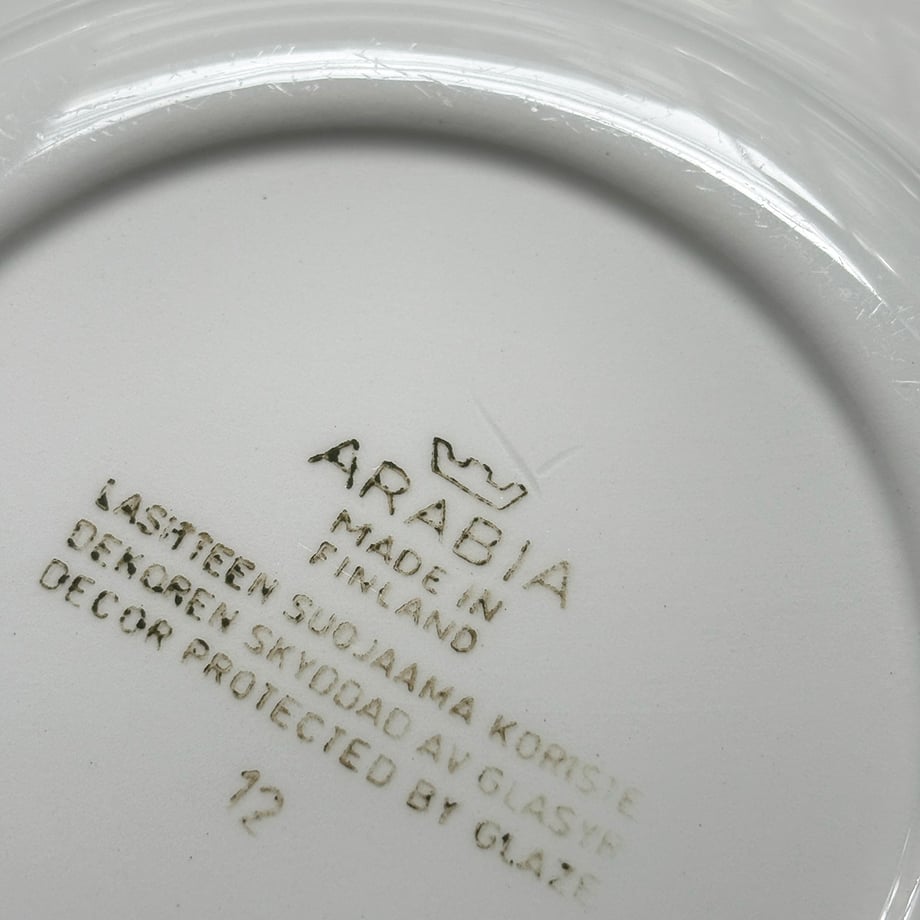 ARABIA
MADE IN
FINLAND
LASITTEEN SUOJAAMA KORISTE
DEKOREN SKYDDAD AV GLASYR
DECOR PROTECTED BY GLAZE
12